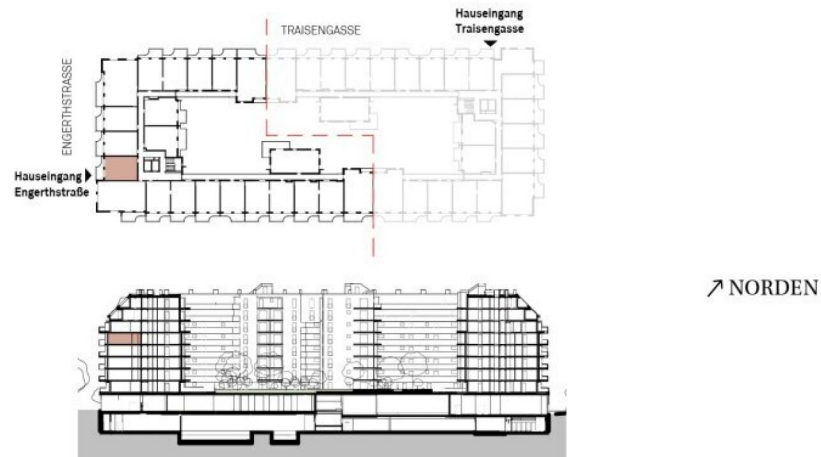 Hauseingang
Traisengasse
TRAISENGASSE
ENGERTHSTRASSE
Hauseingang
Engerthstraße
NORDEN